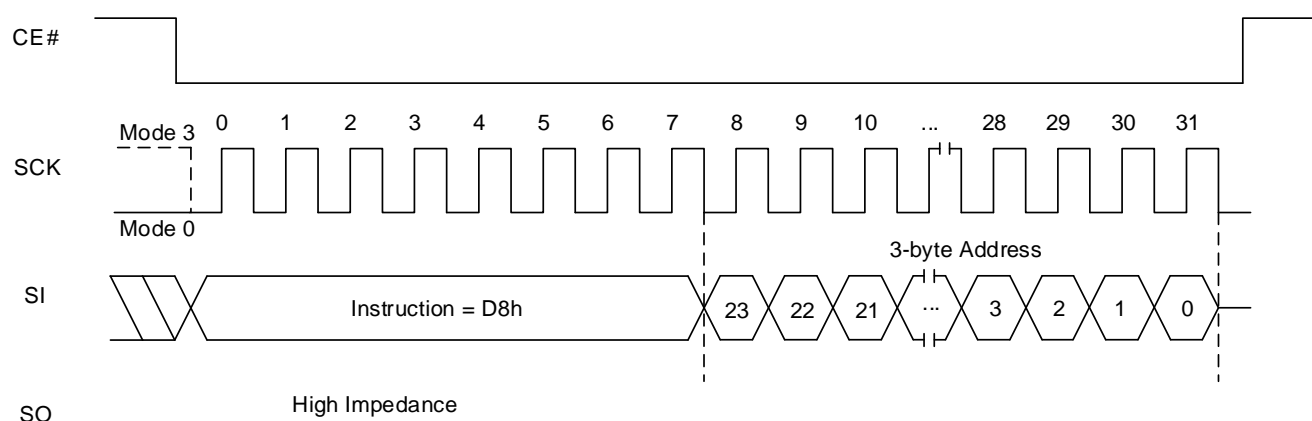 CE#
Mode 3 0 1 2 3 4 5 6 7 8 9 10 ... 28 29 30 31
SCK
Mode 0
3-byte Address
SI Instruction = D8h 23 22 21 ... 3 2 1 0
High Impedance
SO